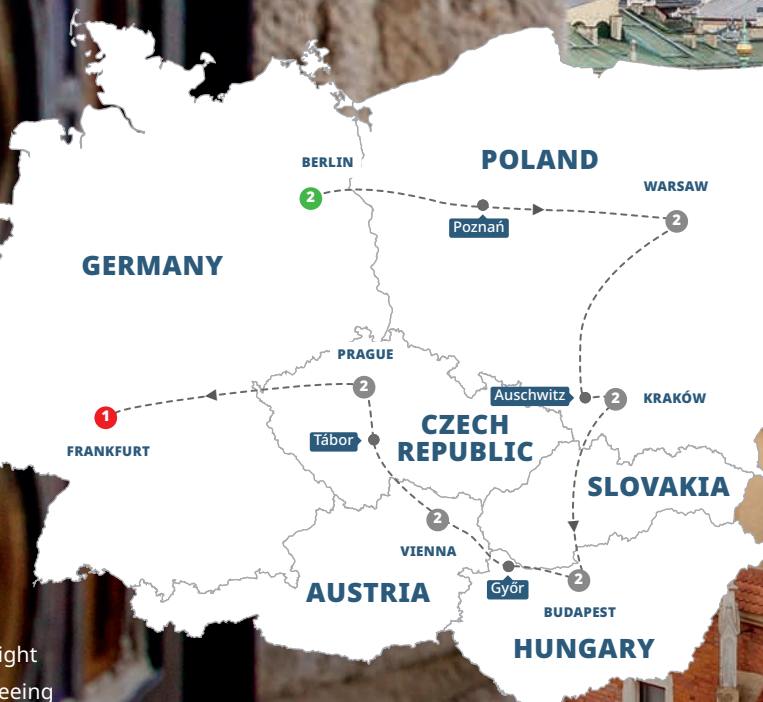 BERLIN
POLAND
WARSAW
2
2
Poznań
GERMANY
PRAGUE
2
Auschwitz
2
KRAKÓW
1
FRANKFURT
CZECH
REPUBLIC
Tábor
SLOVAKIA
2
VIENNA
Győr
2
AUSTRIA
BUDAPEST
HUNGARY
ight
eeing